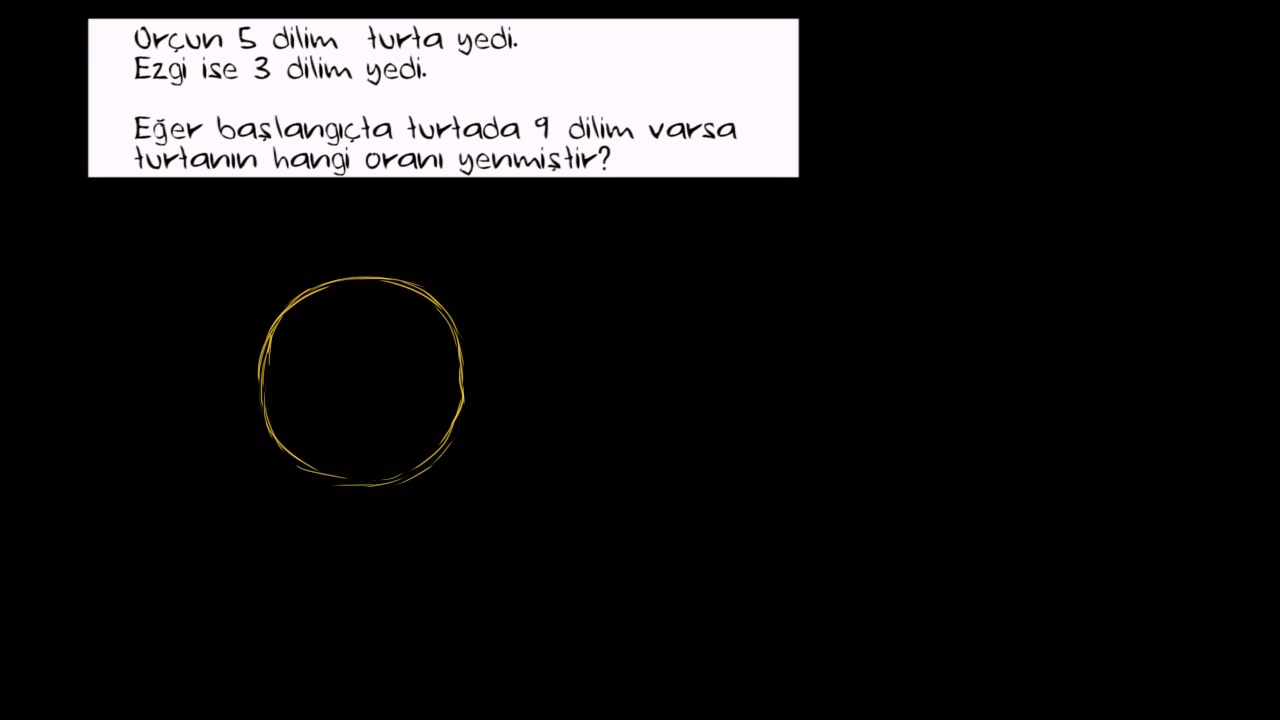 Orçun 5 dilim turta yedi.
Ezgi ise 3 dilim yedi.
Eğer başlangıçta turtada 9 dilim varsa
turtanın hangi oranı yenmiştir?